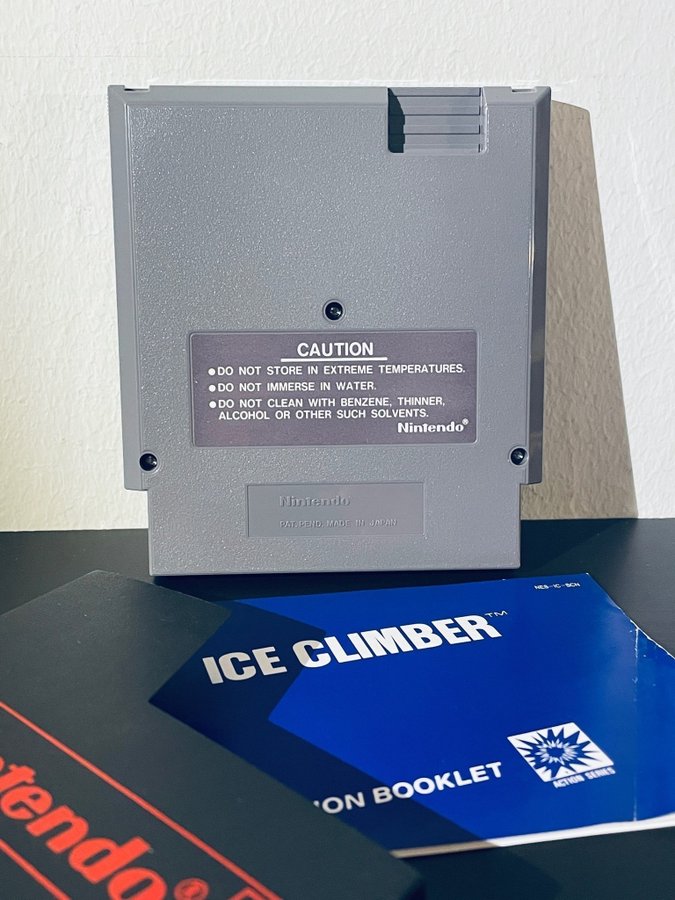 CAUTION
● DO NOT STORE IN EXTREME TEMPERATURES.
● DO NOT IMMERSE IN WATER.
● DO NOT CLEAN WITH BENZENE, THINNER,
ALCOHOL OR OTHER SUCH SOLVENTS.
Nintendo®
Nintendo
PAT. PEND. MADE IN JAPAN
NES-IC-SCN
ICE CLIMBER™
ION BOOKLET
ACTION SERIES
ntendo®